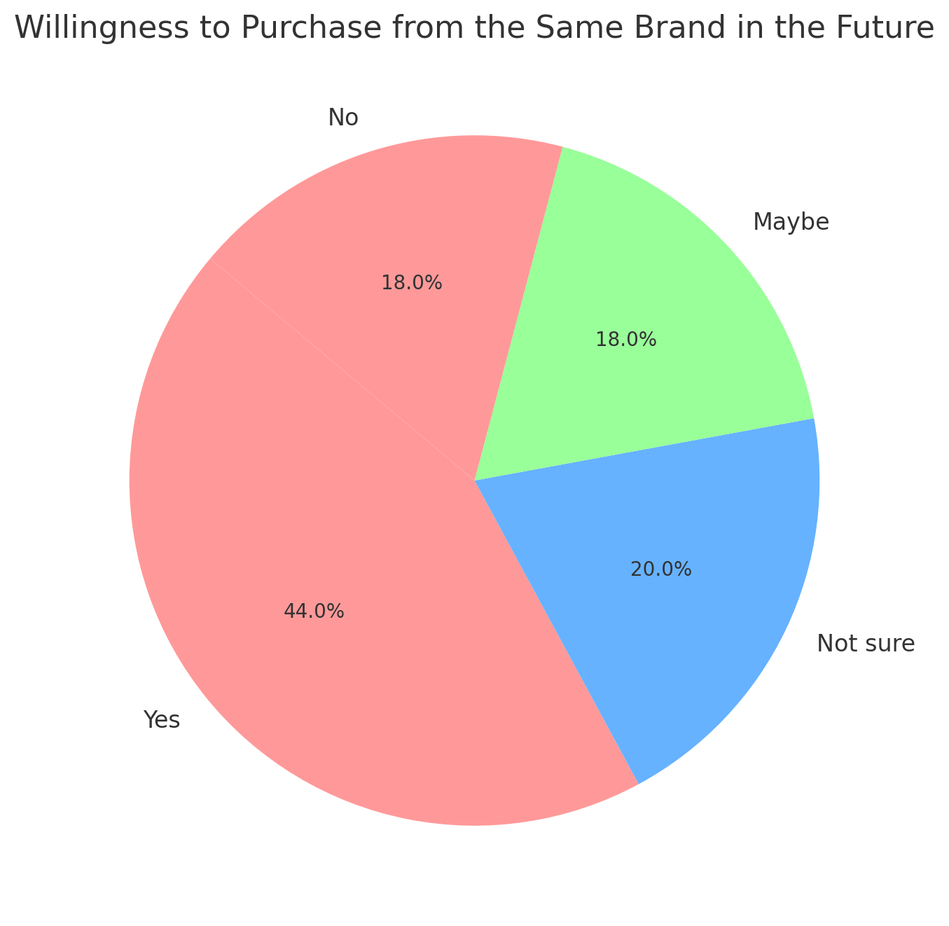 Willingness to Purchase from the Same Brand in the Future
No
Maybe
18.0%
18.0%
20.0%
44.0%
Not sure
Yes